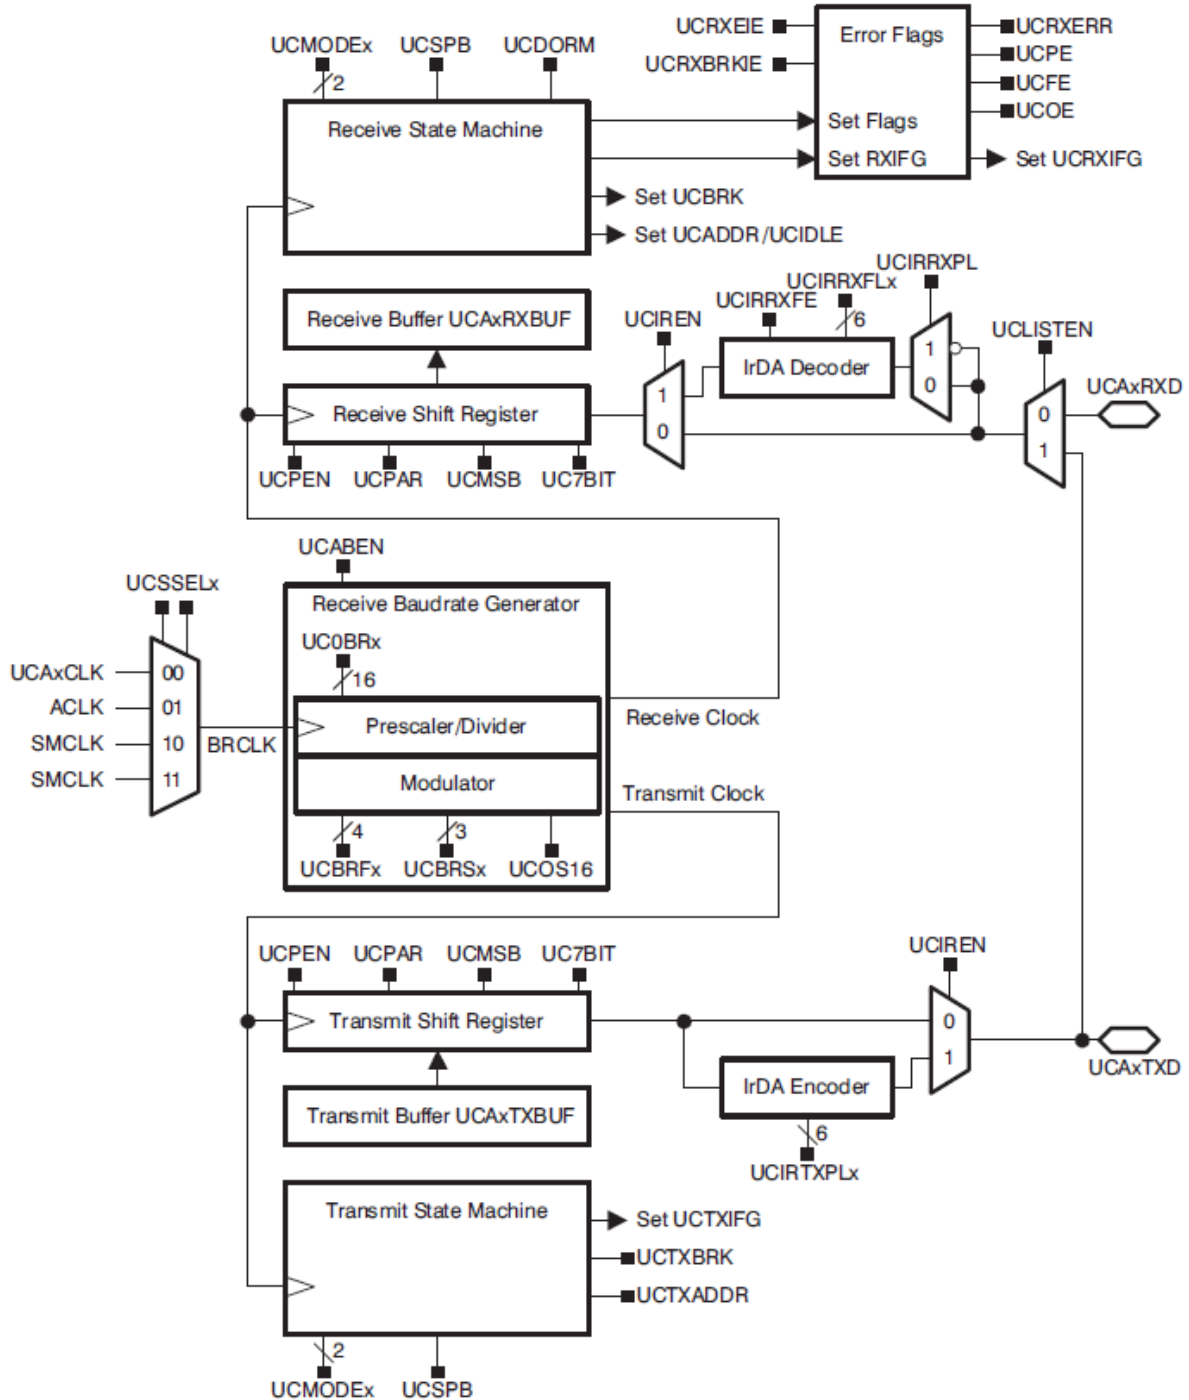 UCMODEx
UCSPB
UCDORM
2
UCRXEIE
UCRXBRKIE
Error Flags
Set Flags
Set RXIFG
UCRXERR
UCPE
UCFE
UCOE
Set UCRXIFG
Receive State Machine
Set UCBRK
Set UCADDR/UCIDLE
Receive Buffer UCAxRXBUF
Receive Shift Register
UCPEN
UCPAR
UCMSB
UC7BIT
UCIREN
1
0
UCIRRXFE
UCIRRXFLx
6
IrDA Decoder
UCIRRXPL
1
0
UCLISTEN
0
1
UCAxRXD
UCABEN
Receive Baudrate Generator
UC0BRx
16
Prescaler/Divider
Modulator
4
3
UCBRFx
UCBRSx
UCOS16
UCSSELx
UCAxCLK
00
ACLK
01
SMCLK
10
SMCLK
11
BRCLK
Receive Clock
Transmit Clock
UCPEN
UCPAR
UCMSB
UC7BIT
Transmit Shift Register
UCIREN
0
1
IrDA Encoder
6
UCIRTXPLx
UCAxTXD
Transmit Buffer UCAxTXBUF
Transmit State Machine
Set UCTXIFG
UCTXBRK
UCTXADDR
2
UCMODEx
UCSPB